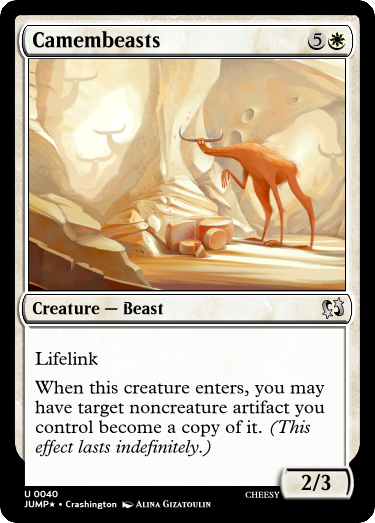 Camembeasts
5
Creature — Beast
Lifelink
When this creature enters, you may
have target noncreature artifact you
control become a copy of it. (This
effect lasts indefinitely.)
2/3
U 0040
JUMP★ • Crashington Alina Gizatoulin
CHEESY